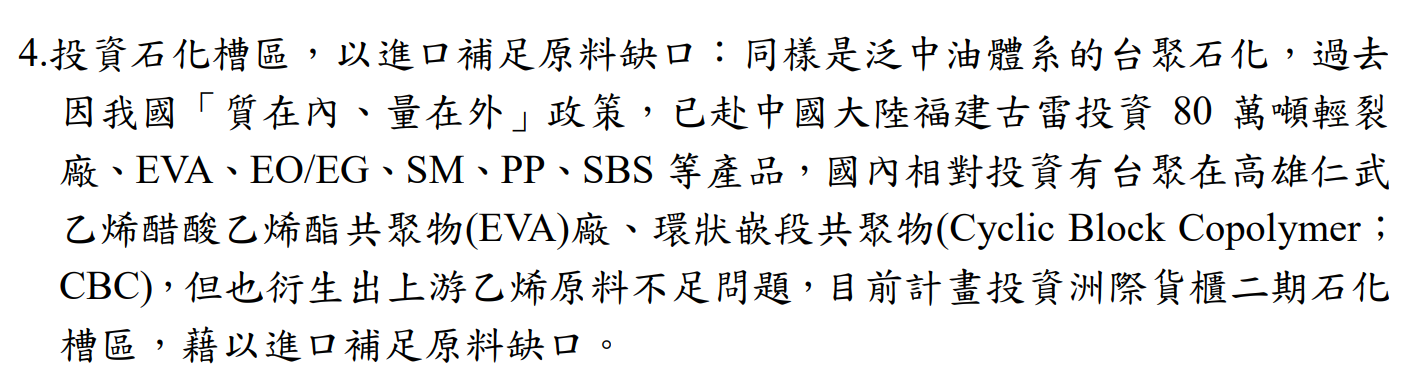 4.投資石化槽區，以進口補足原料缺口：同樣是泛中油體系的台聚石化，過去
因我國「質在內、量在外」政策，已赴中國大陸福建古雷投資 80 萬噸輕裂
廠、EVA、EO/EG、SM、PP、SBS 等產品，國內相對投資有台聚在高雄仁武
乙烯醋酸乙烯酯共聚物(EVA)廠、環狀嵌段共聚物(Cyclic Block Copolymer；
CBC)，但也衍生出上游乙烯原料不足問題，目前計畫投資洲際貨櫃二期石化
槽區，藉以進口補足原料缺口。